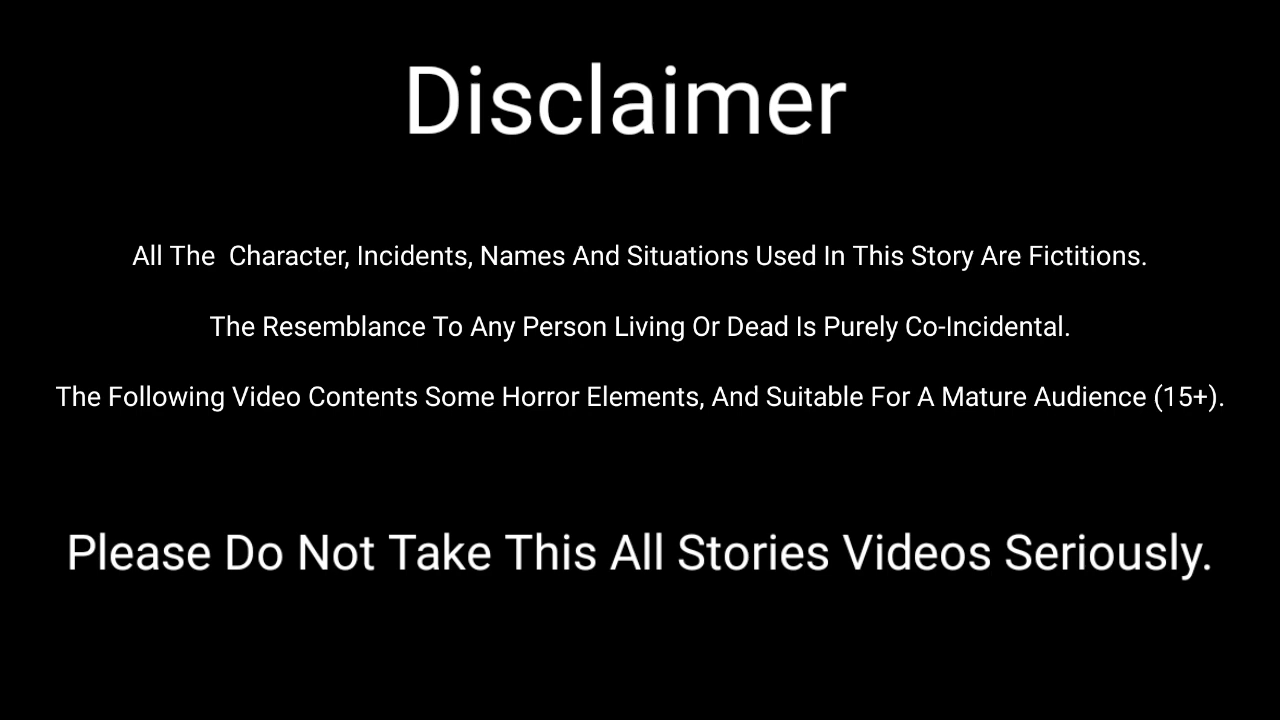 Disclaimer
All The  Character, Incidents, Names And Situations Used In This Story Are Fictitions.
The Resemblance To Any Person Living Or Dead Is Purely Co-Incidental.
The Following Video Contents Some Horror Elements, And Suitable For A Mature Audience (15+).
Please Do Not Take This All Stories Videos Seriously.